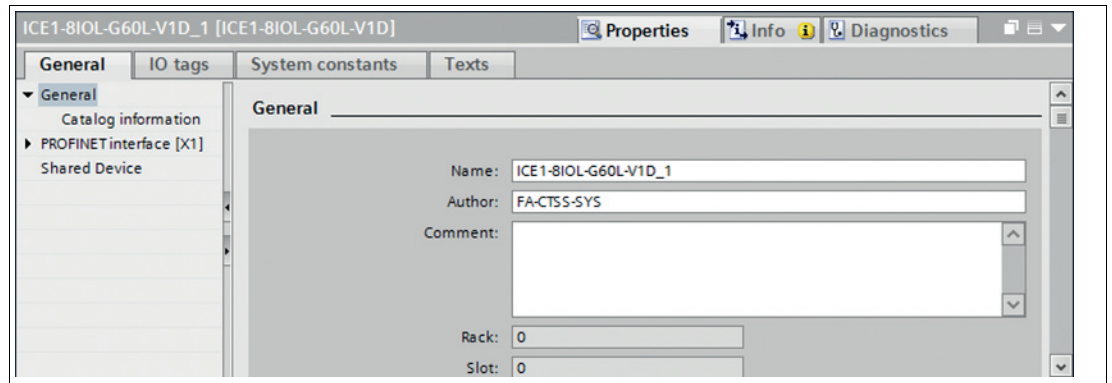 ICE1-8IOL-G60L-V1D_1 [ICE1-8IOL-G60L-V1D]
Properties
Info
Diagnostics
General
IO tags
System constants
Texts
General
Catalog information
PROFINET interface [X1]
Shared Device
General
Name: ICE1-8IOL-G60L-V1D_1
Author: FA-CTSS-SYS
Comment:
Rack: 0
Slot: 0